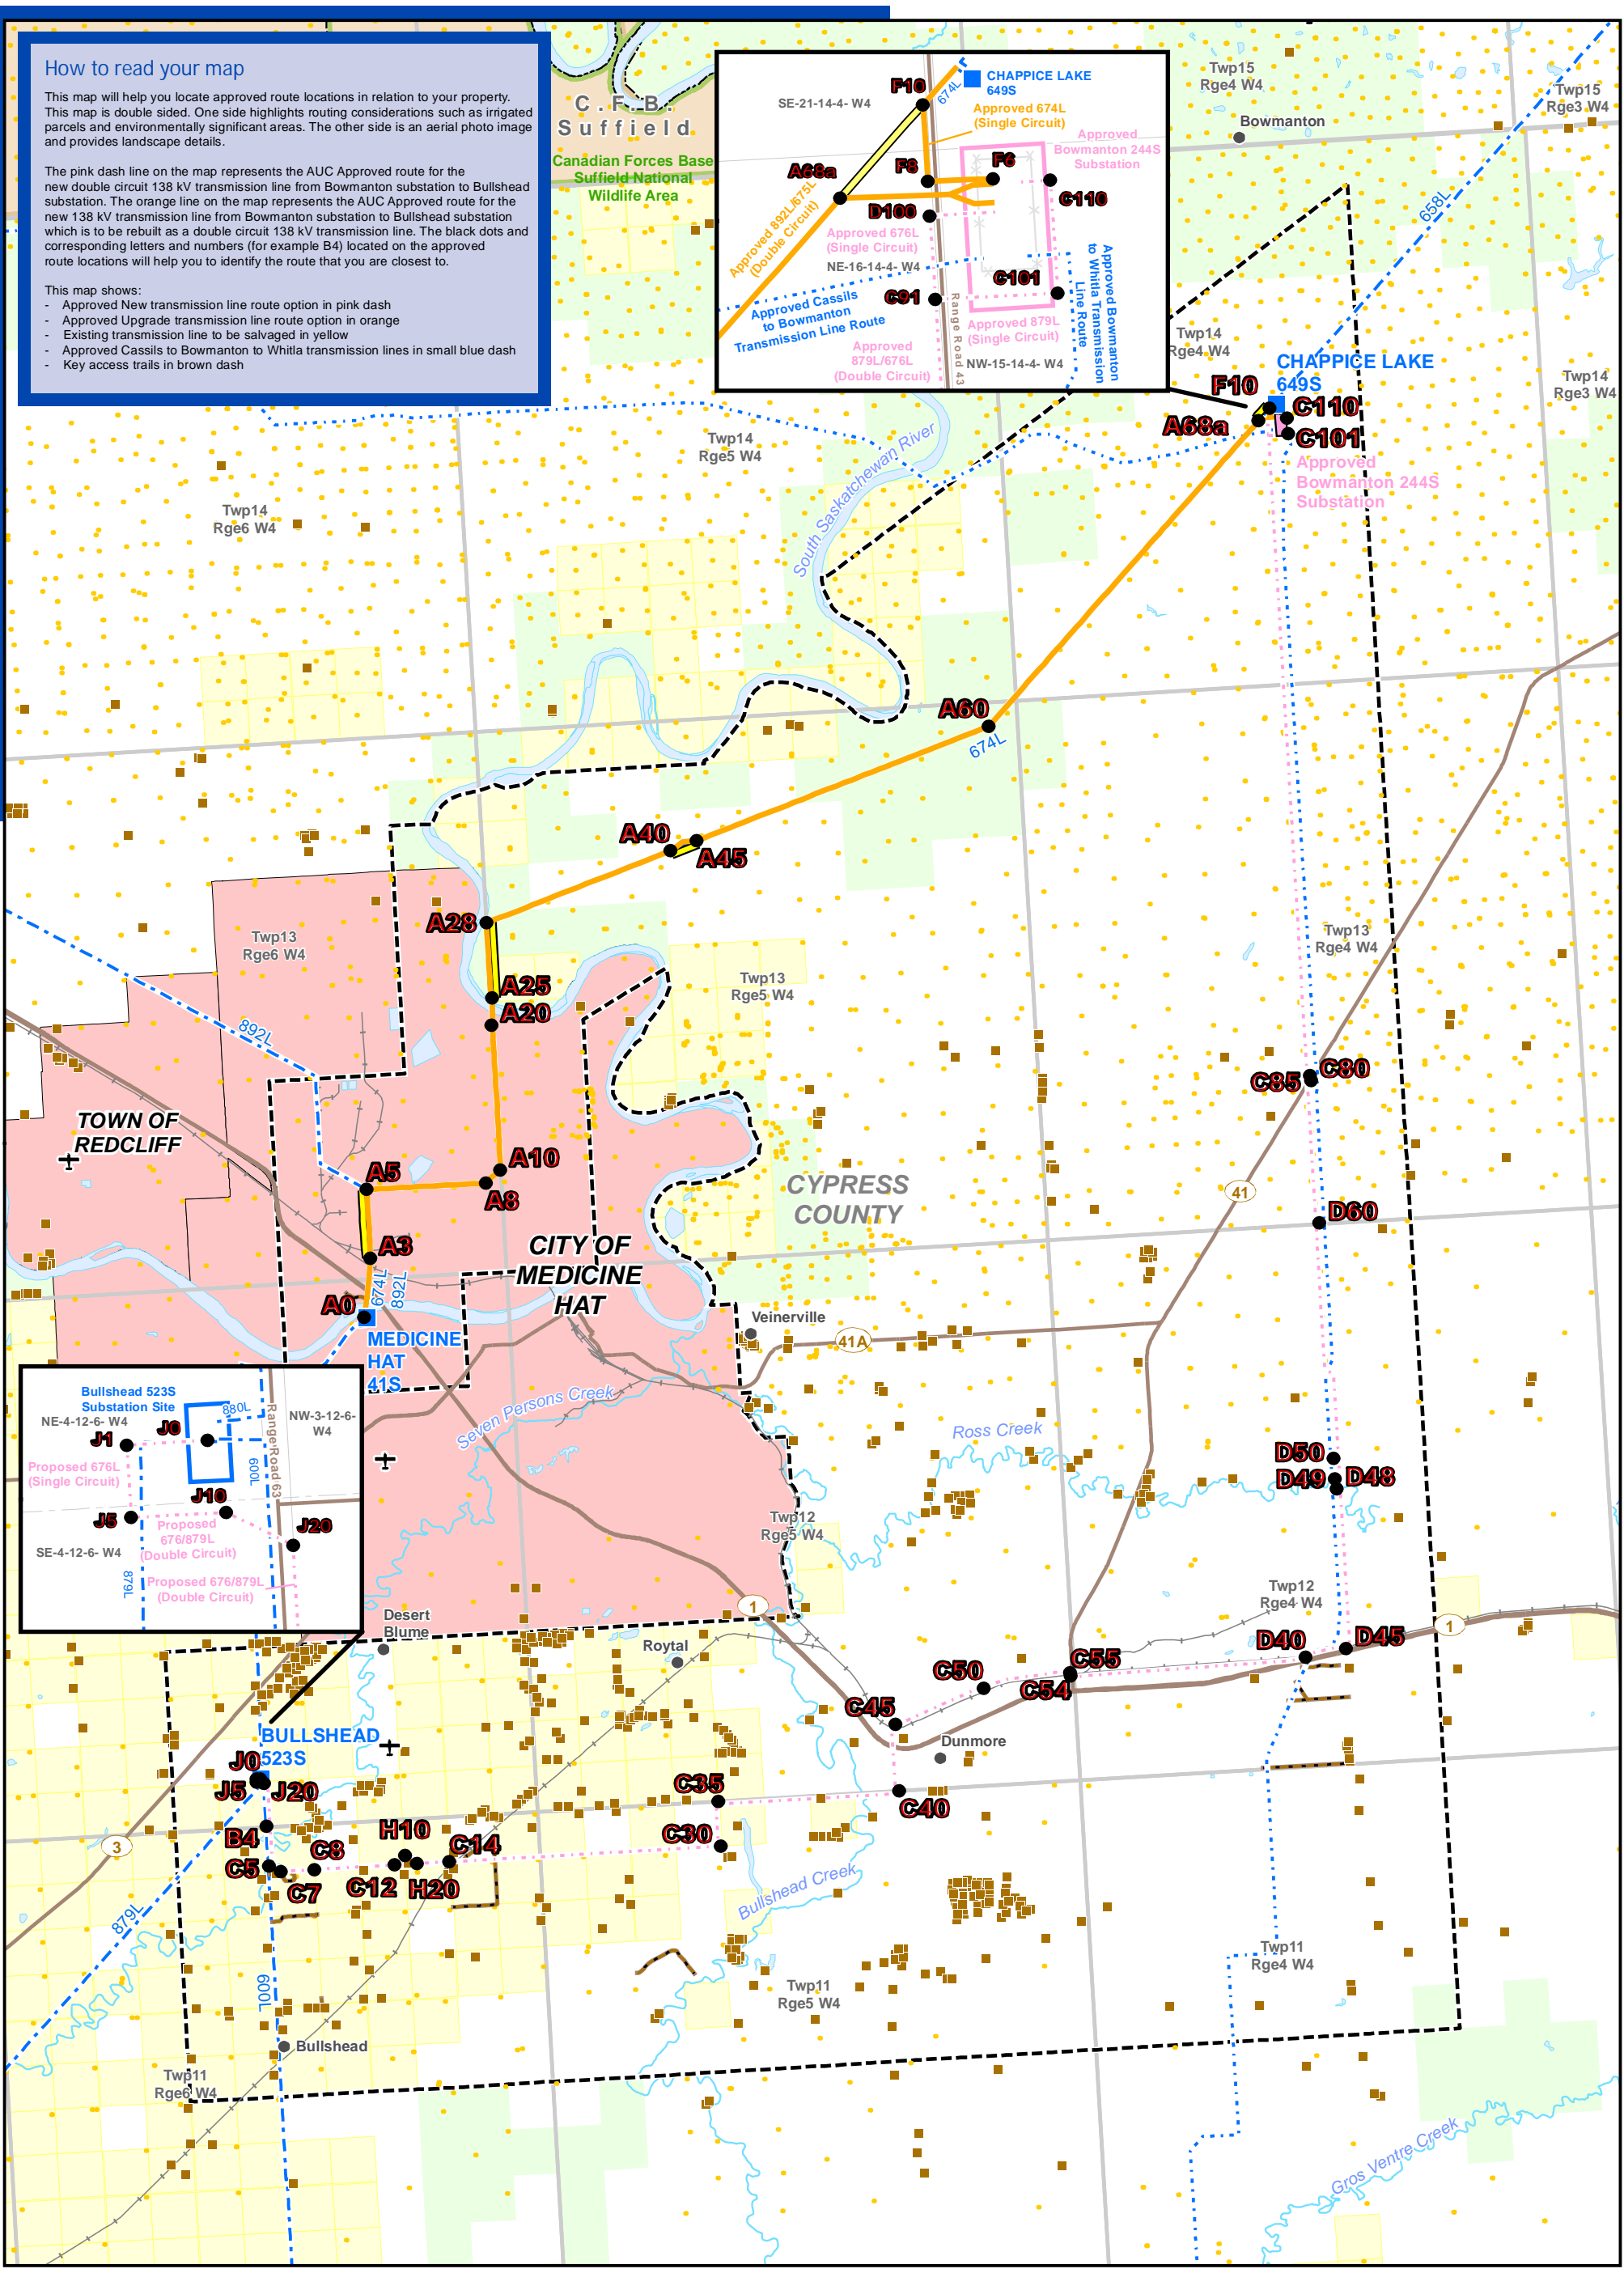 How to read your map
This map will help you locate approved route locations in relation to your property.
This map is double sided. One side highlights routing considerations such as irrigated
parcels and environmentally significant areas. The other side is an aerial photo image
and provides landscape details.
The pink dash line on the map represents the AUC Approved route for the
new double circuit 138 kV transmission line from Bowmanton substation to Bullshead
substation. The orange line on the map represents the AUC Approved route for the
new 138 kV transmission line from Bowmanton substation to Bullshead substation
which is to be rebuilt as a double circuit 138 kV transmission line. The black dots and
corresponding letters and numbers (for example B4) located on the approved
route locations will help you to identify the route that you are closest to.
This map shows:
- Approved New transmission line route option in pink dash
- Approved Upgrade transmission line route option in orange
- Existing transmission line to be salvaged in yellow
- Approved Cassils to Bowmanton to Whitla transmission lines in small blue dash
- Key access trails in brown dash
C.F.B.
Suffield
Canadian Forces Base
Suffield National
Wildlife Area
F10
674L
CHAPPICE LAKE
649S
SE-21-14-4- W4
Approved 674L
(Single Circuit)
Approved
Bowmanton 244S
Substation
A68a
F8
F6
C110
D100
Approved 892L/675L
(Double Circuit)
Approved 676L
(Single Circuit)
NE-16-14-4- W4
C101
C91
Approved Cassils
to Bowmanton
Transmission Line Route
Range Road 43
Approved 879L
(Single Circuit)
Approved
879L/676L
(Double Circuit)
NW-15-14-4- W4
Approved Bowmanton
to Whitla Transmission
Line Route
Twp15
Rge4 W4
Twp15
Rge3 W4
Bowmanton
658L
Twp14
Rge4 W4
CHAPPICE LAKE
649S
Twp14
Rge3 W4
F10
C110
A68a
C101
Approved
Bowmanton 244S
Substation
Twp14
Rge5 W4
South Saskatchewan River
Twp14
Rge6 W4
A60
674L
A40
A45
A28
Twp13
Rge6 W4
Twp13
Rge5 W4
Twp13
Rge4 W4
A25
A20
892L
C80
C85
TOWN OF
REDCLIFF
A5
A10
A8
CYPRESS
COUNTY
41
D60
A3
CITY OF
MEDICINE
HAT
674L
892L
A0
MEDICINE
HAT
41S
Veinerville
41A
Bullshead 523S
Substation Site
880L
NE-4-12-6- W4
NW-3-12-6-
W4
J1
J0
Range Road 63
600L
Proposed 676L
(Single Circuit)
J10
J5
J20
Proposed
676/879L
(Double Circuit)
SE-4-12-6- W4
879L
Proposed 676/879L
(Double Circuit)
Seven Persons Creek
Ross Creek
D50
D49
D48
Twp12
Rge5 W4
Twp12
Rge4 W4
1
1
Desert
Blume
Roytal
D40
D45
C55
C50
C54
C45
Dunmore
BULLSHEAD
523S
J0
J5
J20
C35
C40
B4
H10
C30
3
C8
C14
C5
C7
C12
H20
Bullshead Creek
879L
600L
Twp11
Rge4 W4
Twp11
Rge5 W4
Bullshead
Twp11
Rge6 W4
Gros Ventre Creek